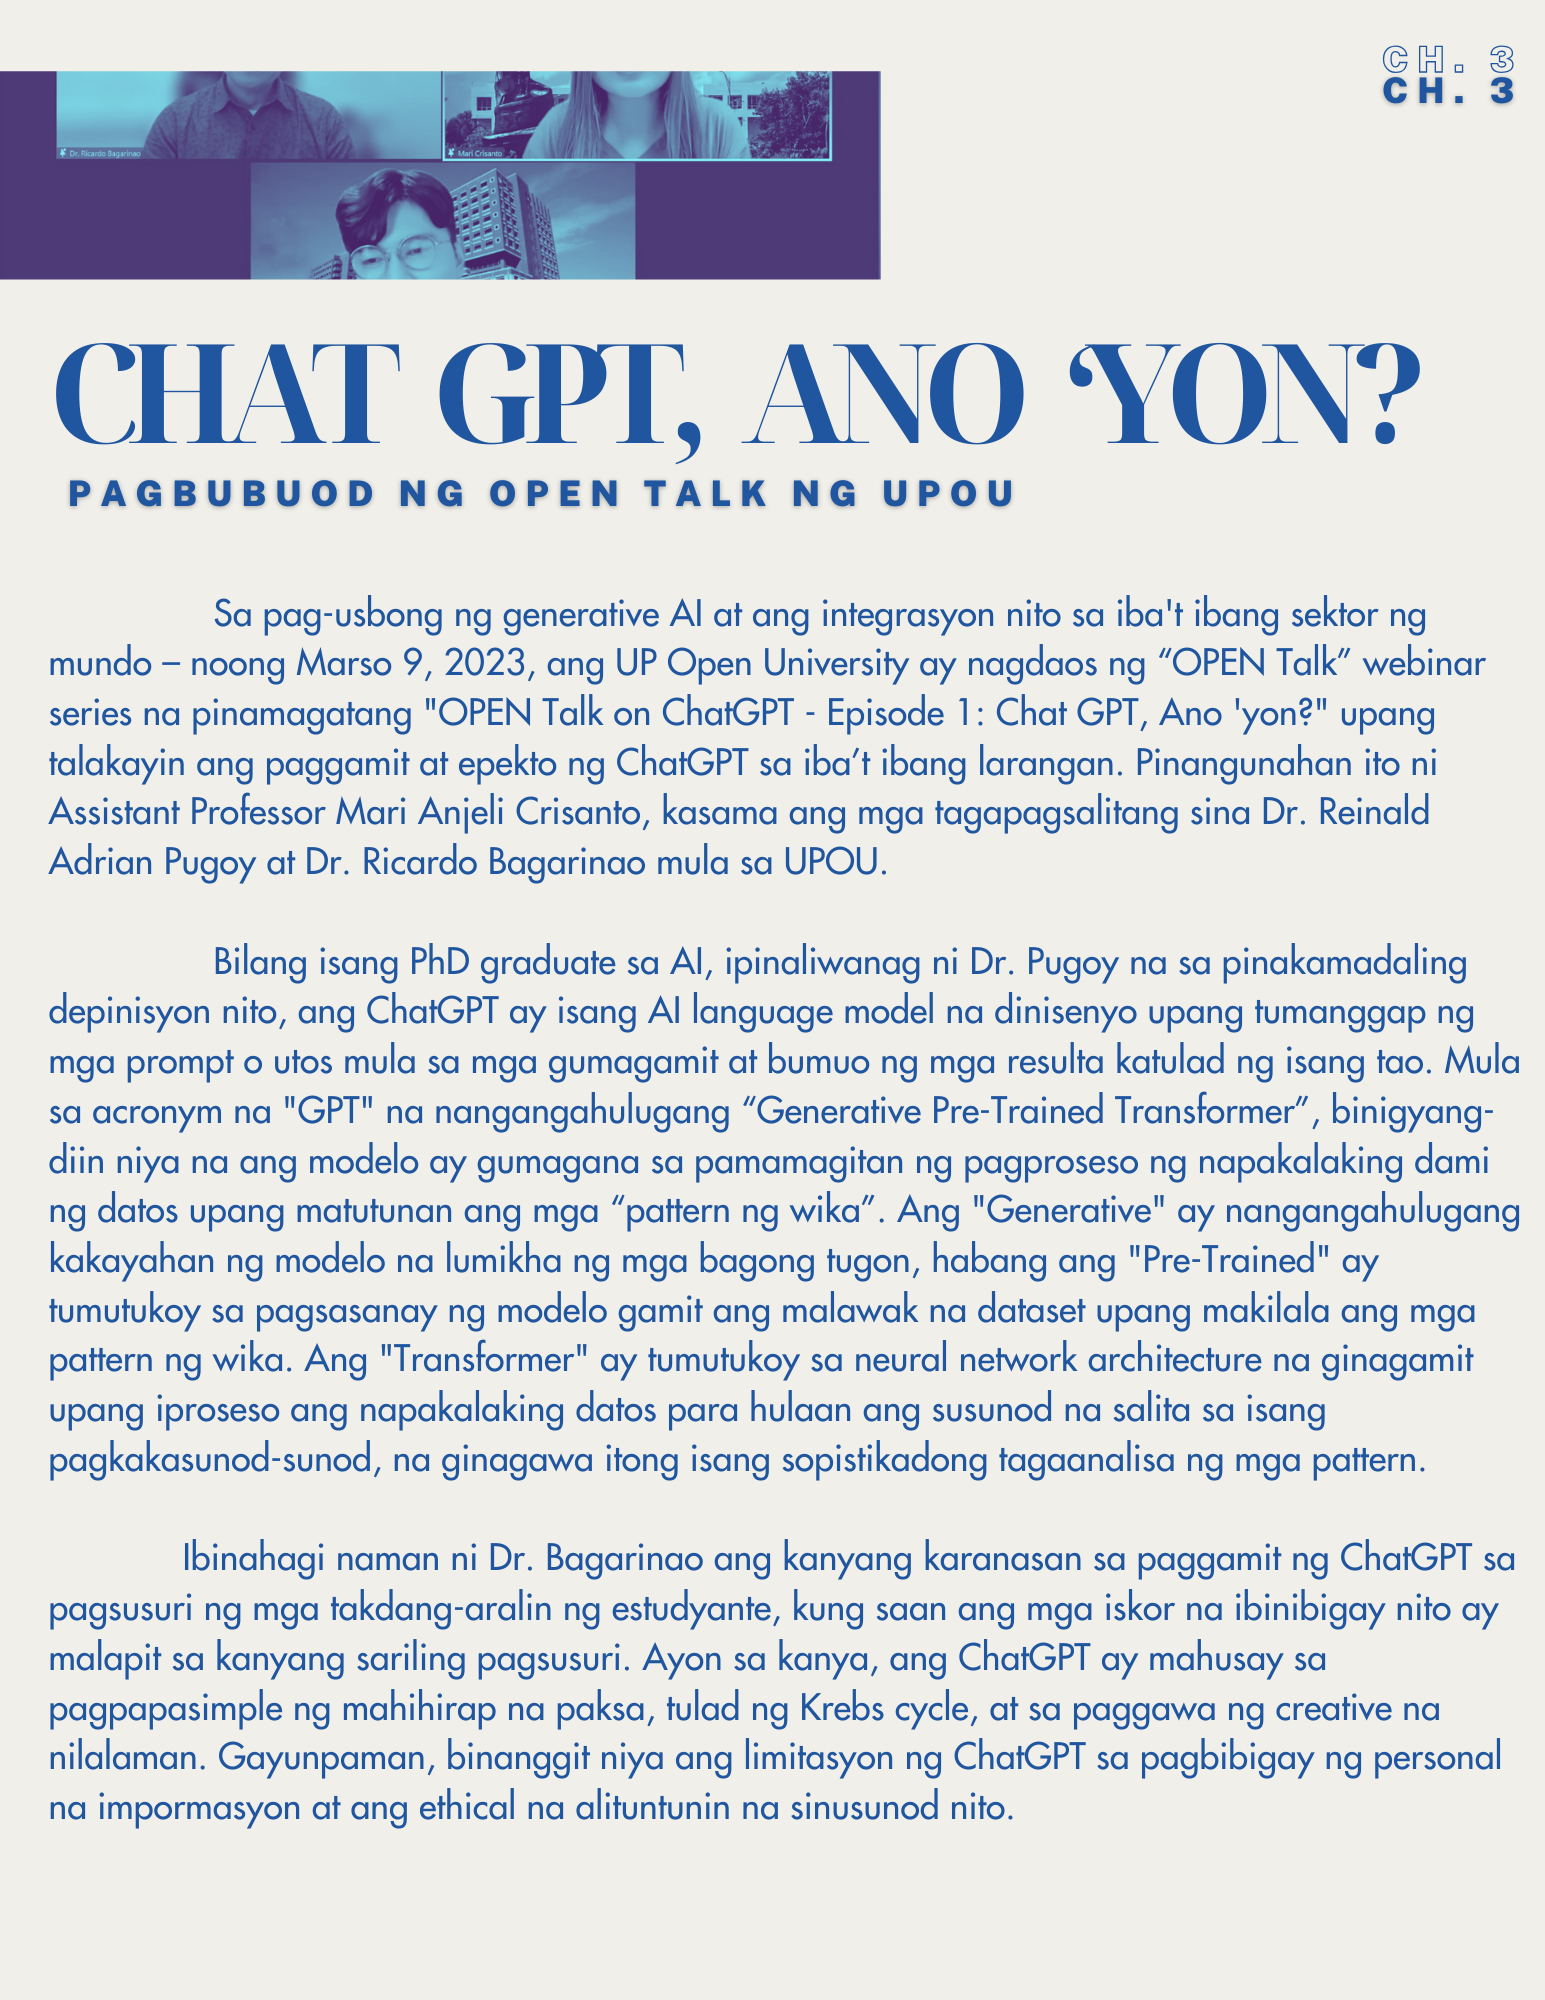 CH. 3
CH. 3
Dr. Ricardo Bagarinao
Mari Crisanto
CHAT GPT, ANO ‘YON?
PAGBUBUOD NG OPEN TALK NG UPOU
Sa pag-usbong ng generative AI at ang integrasyon nito sa iba't ibang sektor ng
mundo – noong Marso 9, 2023, ang UP Open University ay nagdaos ng “OPEN Talk” webinar
series na pinamagatang "OPEN Talk on ChatGPT - Episode 1: Chat GPT, Ano 'yon?" upang
talakayin ang paggamit at epekto ng ChatGPT sa iba’t ibang larangan. Pinangunahan ito ni
Assistant Professor Mari Anjeli Crisanto, kasama ang mga tagapagsalitang sina Dr. Reinald
Adrian Pugoy at Dr. Ricardo Bagarinao mula sa UPOU.
Bilang isang PhD graduate sa AI, ipinaliwanag ni Dr. Pugoy na sa pinakamadaling
depinisyon nito, ang ChatGPT ay isang AI language model na dinisenyo upang tumanggap ng
mga prompt o utos mula sa mga gumagamit at bumuo ng mga resulta katulad ng isang tao. Mula
sa acronym na "GPT" na nangangahulugang “Generative Pre-Trained Transformer”, binigyang-
diin niya na ang modelo ay gumagana sa pamamagitan ng pagproseso ng napakalaking dami
ng datos upang matutunan ang mga “pattern ng wika”. Ang "Generative" ay nangangahulugang
kakayahan ng modelo na lumikha ng mga bagong tugon, habang ang "Pre-Trained" ay
tumutukoy sa pagsasanay ng modelo gamit ang malawak na dataset upang makilala ang mga
pattern ng wika. Ang "Transformer" ay tumutukoy sa neural network architecture na ginagamit
upang iproseso ang napakalaking datos para hulaan ang susunod na salita sa isang
pagkakasunod-sunod, na ginagawa itong isang sopistikadong tagaanalisa ng mga pattern.
Ibinahagi naman ni Dr. Bagarinao ang kanyang karanasan sa paggamit ng ChatGPT sa
pagsusuri ng mga takdang-aralin ng estudyante, kung saan ang mga iskor na ibinibigay nito ay
malapit sa kanyang sariling pagsusuri. Ayon sa kanya, ang ChatGPT ay mahusay sa
pagpapasimple ng mahihirap na paksa, tulad ng Krebs cycle, at sa paggawa ng creative na
nilalaman. Gayunpaman, binanggit niya ang limitasyon ng ChatGPT sa pagbibigay ng personal
na impormasyon at ang ethical na alituntunin na sinusunod nito.